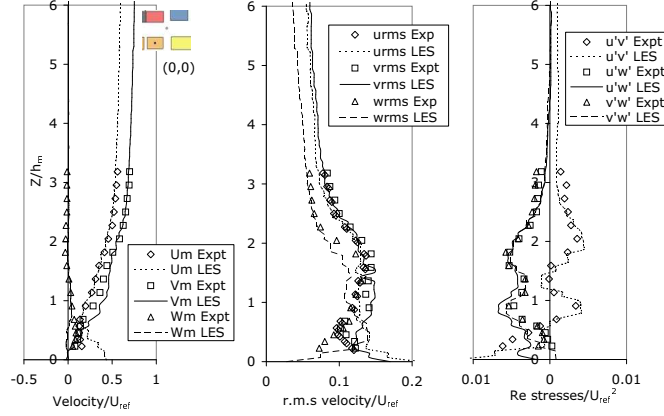 6
5
4
3
2
1
0
-0.5
0
0.5
1
Z/hm
Velocity/Uref
(0,0)
Um Expt
Um LES
Vm Expt
Vm LES
Wm Expt
Wm LES
6
5
4
3
2
1
0
0
0.1
0.2
r.m.s velocity/Uref
urms Exp
urms LES
vrms Expt
vrms LES
wrms Exp
wrms LES
6
5
4
3
2
1
0
-0.01
0
0.01
Re stresses/Uref2
u'v' Expt
u'v' LES
u'w' Expt
u'w' LES
v'w' Expt
v'w' LES